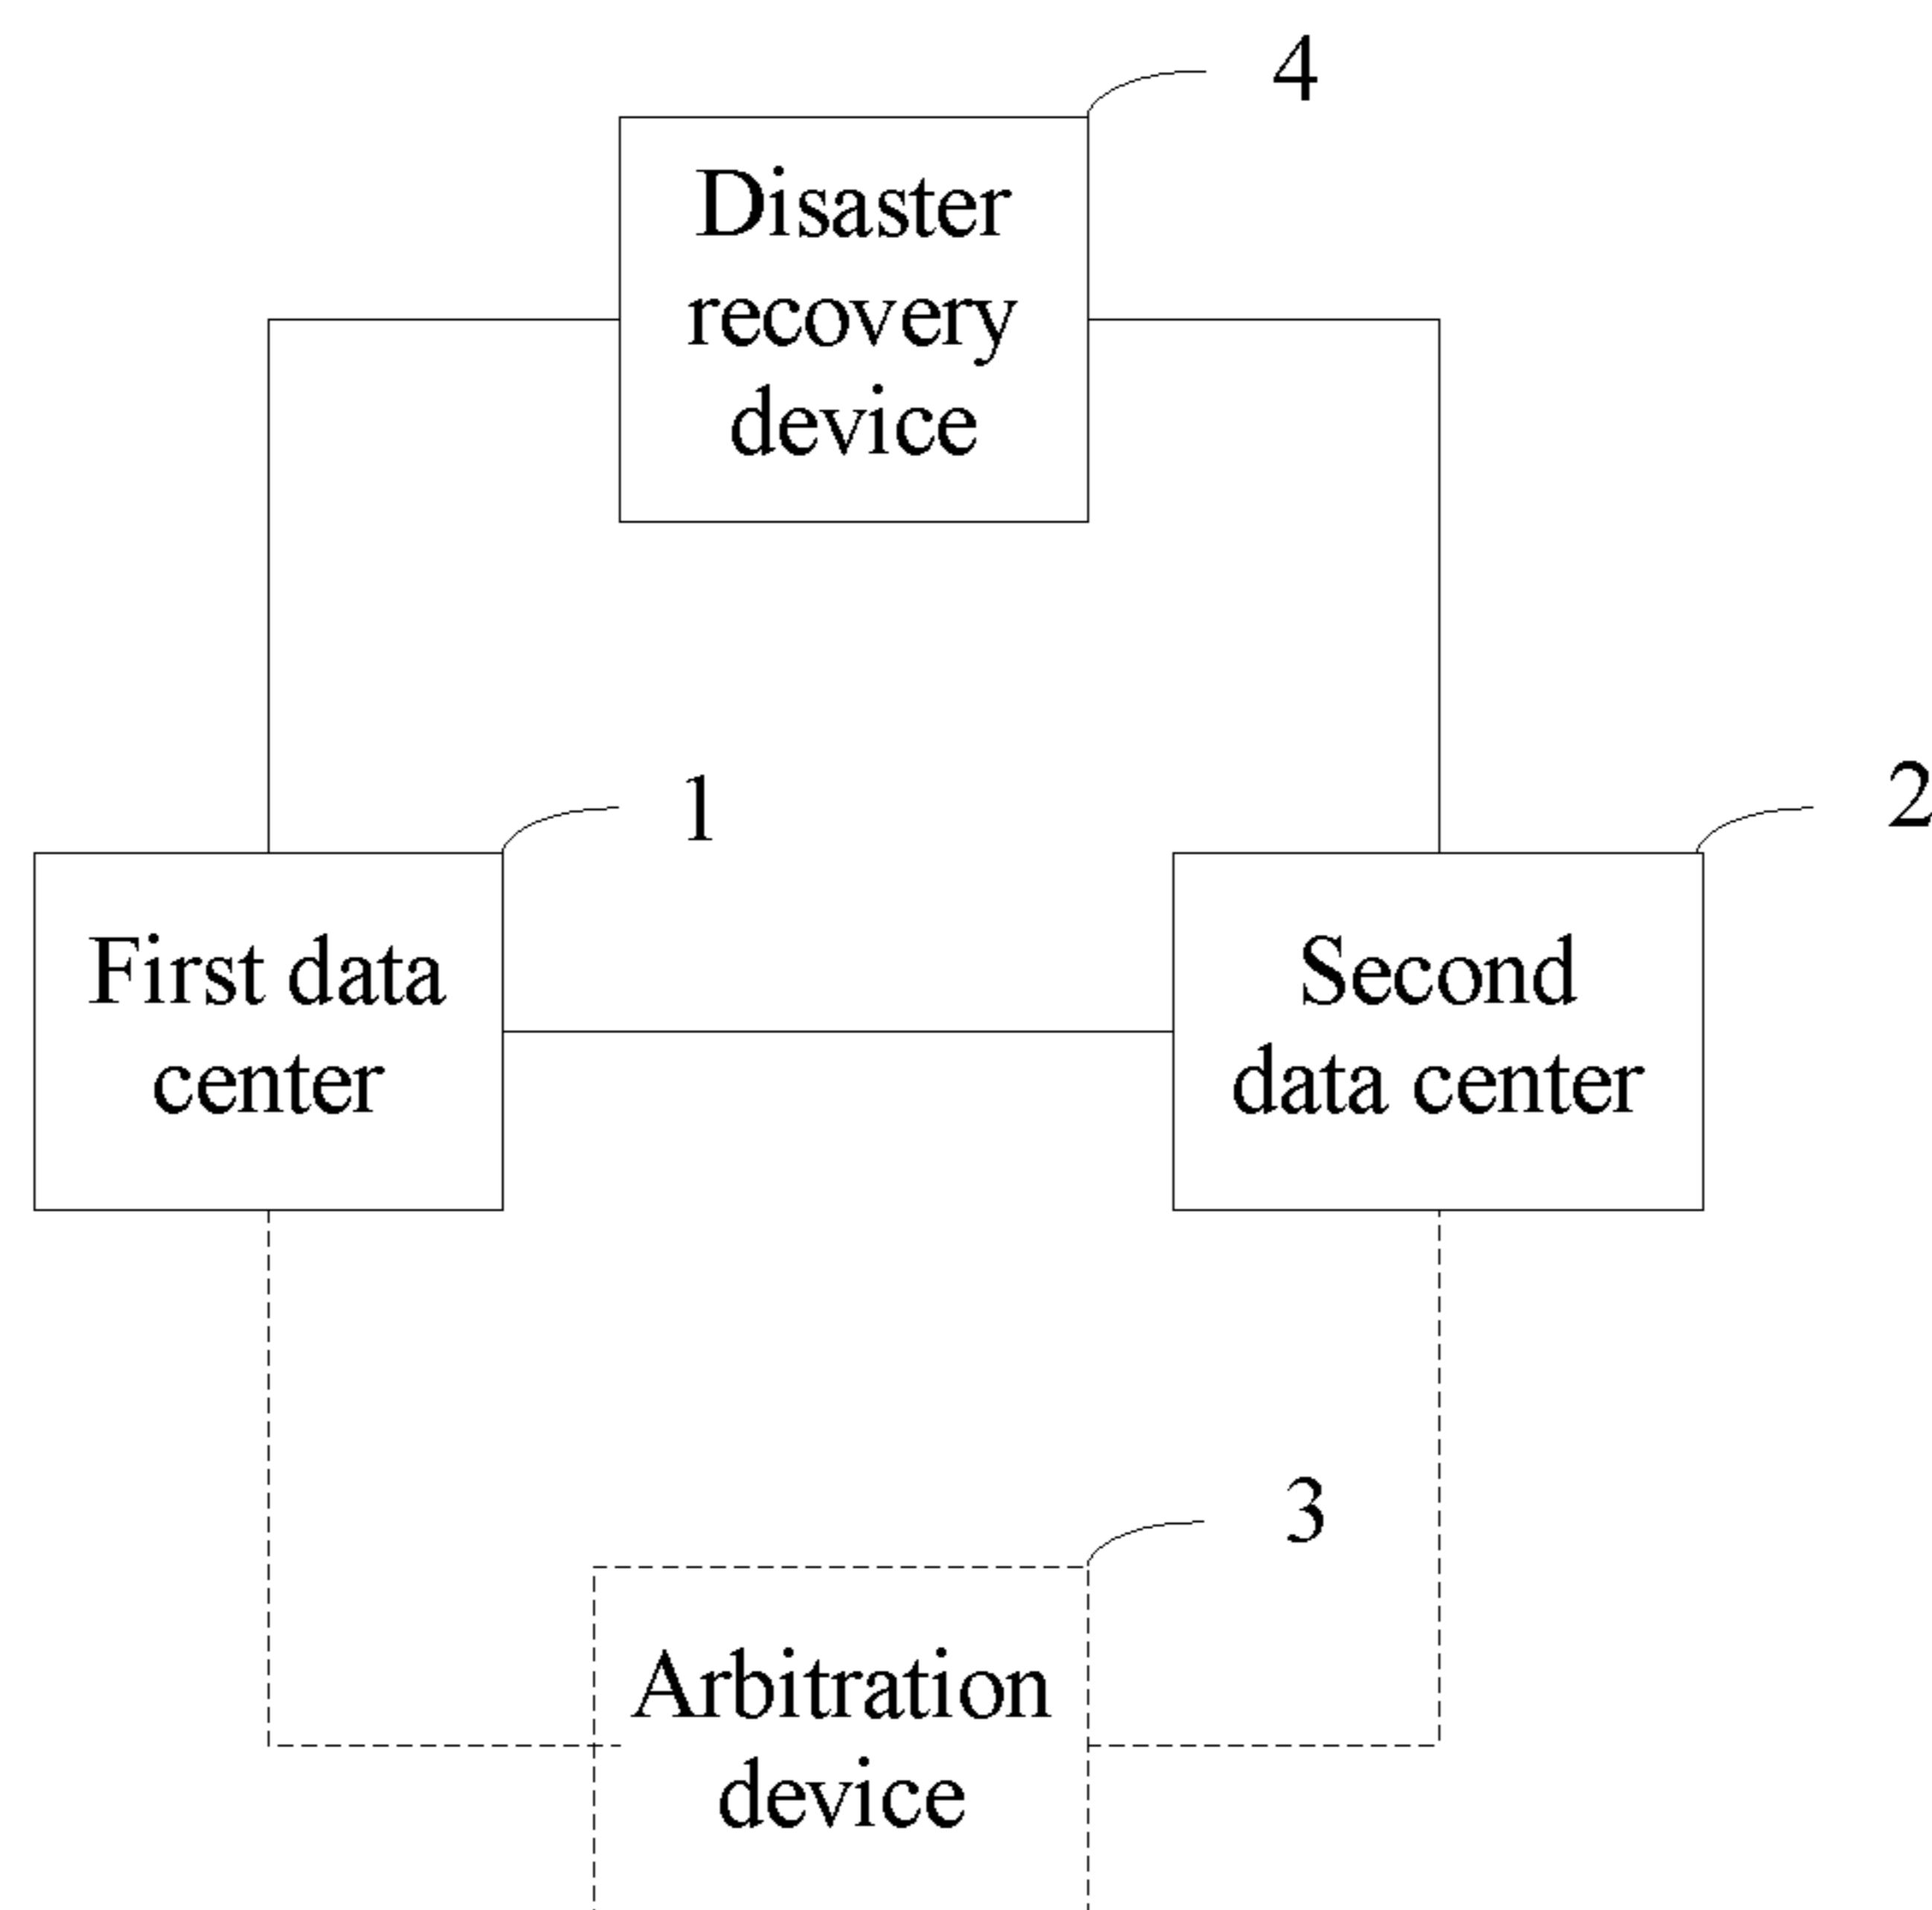 4
Disaster
recovery
device
1
2
First data
center
Second
data center
3
Arbitration
device